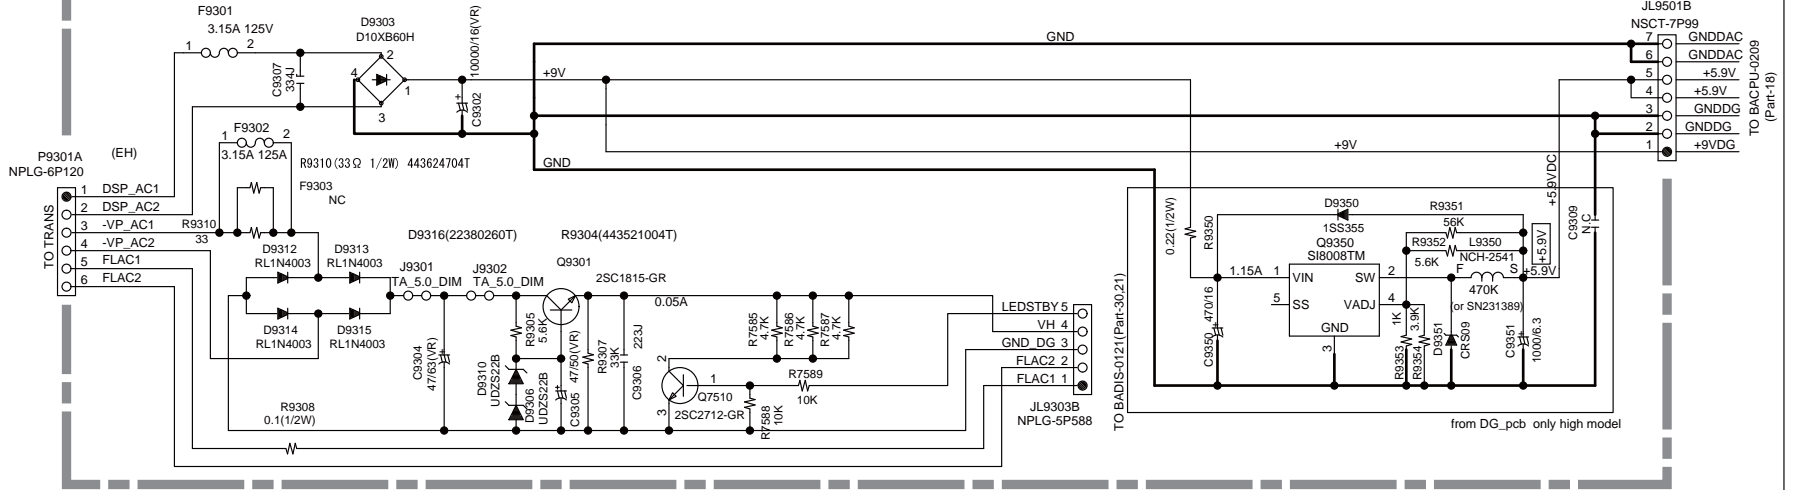 F9301
3.15A 125V
1
2
C9307
334J
D9303
D10XB60H
2
4
1
3
1000/16(VR)
+
C9302
+9V
GND
GND
+9V
JL9501B
NSCT-7P99
7 GNDDAC
6 GNDDAC
5 +5.9V
4 +5.9V
3 GNDDG
2 GNDDG
1 +9VDG
TO BACPU-0209
(Part-18)
P9301A
(EH)
NPLG-6P120
TO TRANS
1 DSP_AC1
2 DSP_AC2
3 -VP_AC1
4 -VP_AC2
5 FLAC1
6 FLAC2
F9302
1
2
3.15A 125A
R9310(33Ω 1/2W) 443624704T
F9303
NC
R9310
33
D9312
RL1N4003
D9313
RL1N4003
D9314
RL1N4003
D9315
RL1N4003
D9316(22380260T)
R9304(443521004T)
J9301
TA_5.0_DIM
J9302
TA_5.0_DIM
Q9301
2SC1815-GR
0.05A
C9304
47/63(VR)
R9305
5.6K
D9310
UDZS22B
D9306
UDZS22B
C9305
47/50(VR)
R9307
33K
C9306
223J
R7585
4.7K
R7586
4.7K
R7587
4.7K
2
1
3
Q7510
2SC2712-GR
R7589
10K
R7588
10K
R9308
0.1(1/2W)
LEDSTBY 5
VH 4
GND_DG 3
FLAC2 2
FLAC1 1
JL9303B
NPLG-5P588
TO BADIS-0121(Part-30,21)
0.22(1/2W)
R9350
1.15A
C9350
470/16
D9350
1SS355
Q9350
SI8008TM
1 VIN
SW 2
5 SS
VADJ 4
GND
3
R9351
56K
R9352
5.6K
L9350
NCH-2541
F
S
470K
(or SN231389)
+5.9V
+5.9V
+5.9VDC
C9309
N.C
1K
R9353
3.9K
R9354
D9351
CRS09
C9351
1000/6.3
from DG_pcb only high model